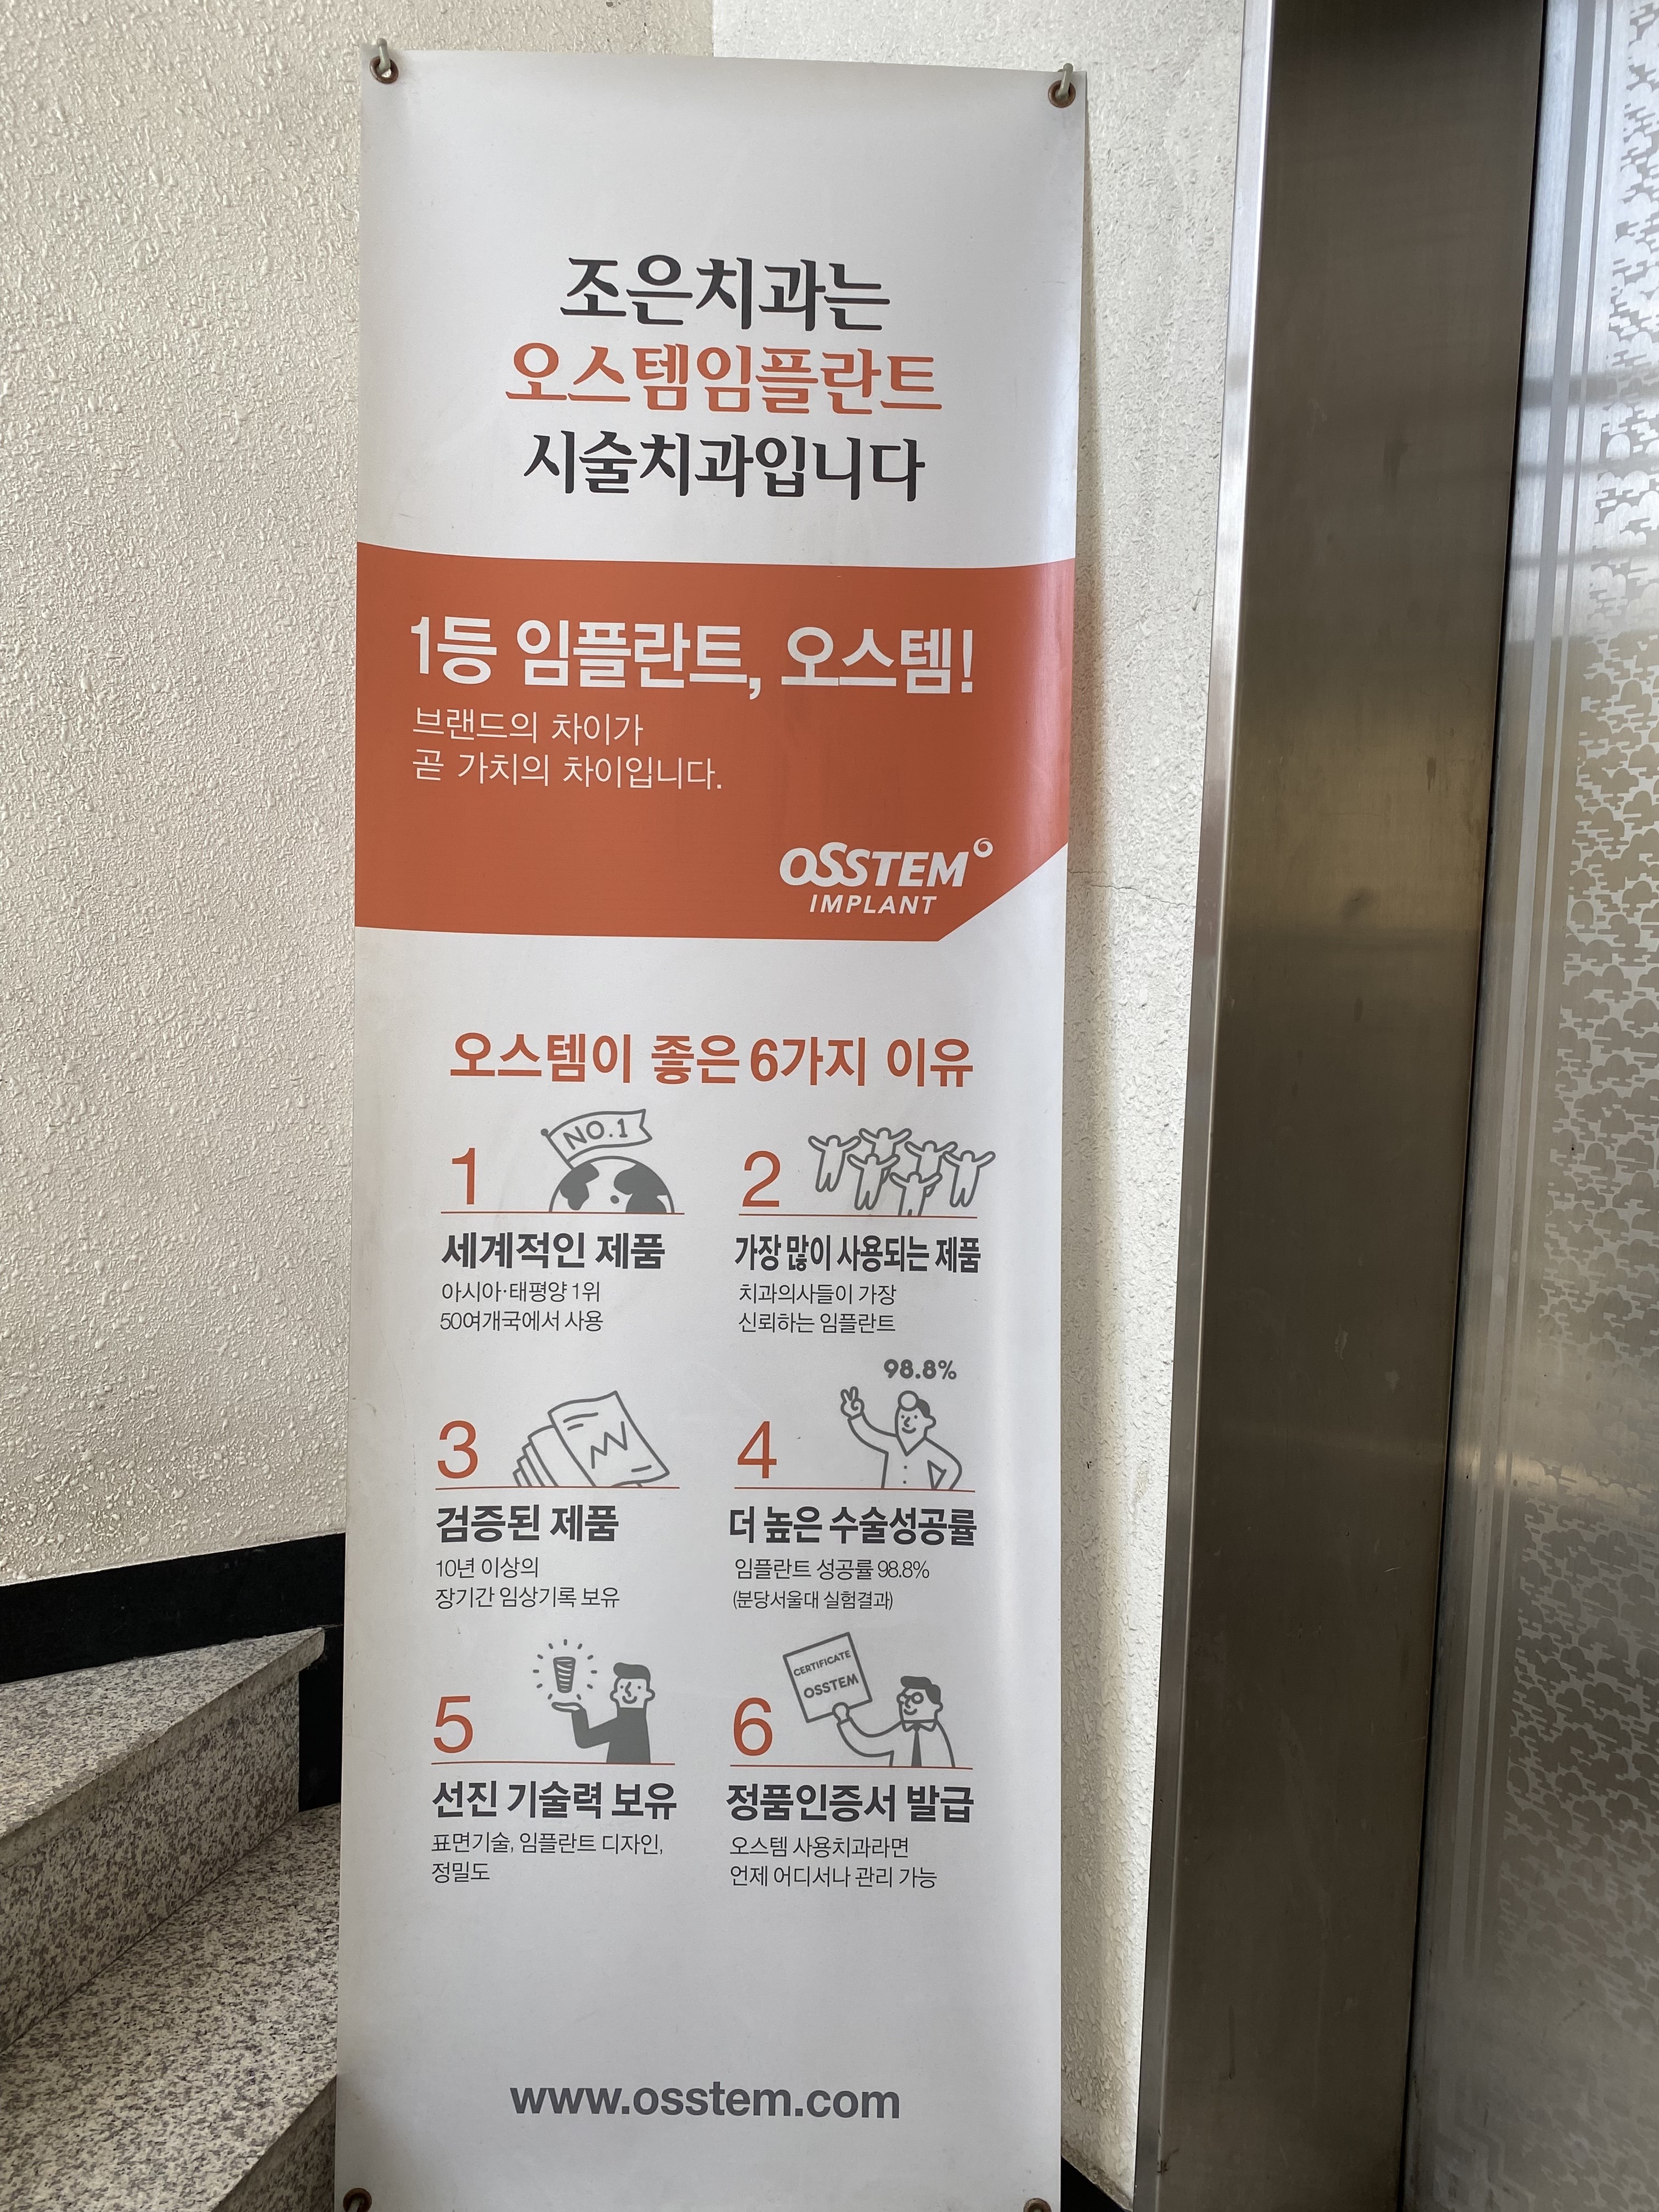 조은치과는
오스템임플란트
시술치과입니다
1등 임플란트, 오스템!
브랜드의 차이가
곧 가치의 차이입니다.
OSSTEM
IMPLANT
오스템이 좋은 6가지 이유
NO.1
1
세계적인 제품
아시아·태평양 1위
50여개국에서 사용
2
가장 많이 사용되는 제품
치과의사들이 가장
신뢰하는 임플란트
3
검증된 제품
10년 이상의
장기간 임상기록 보유
98.8%
4
더 높은 수술성공률
임플란트 성공률 98.8%
(분당서울대 실험결과)
5
선진 기술력 보유
표면기술, 임플란트 디자인,
정밀도
CERTIFICATE
OSSTEM
6
정품인증서 발급
오스템 사용치과라면
언제 어디서나 관리 가능
www.osstem.com